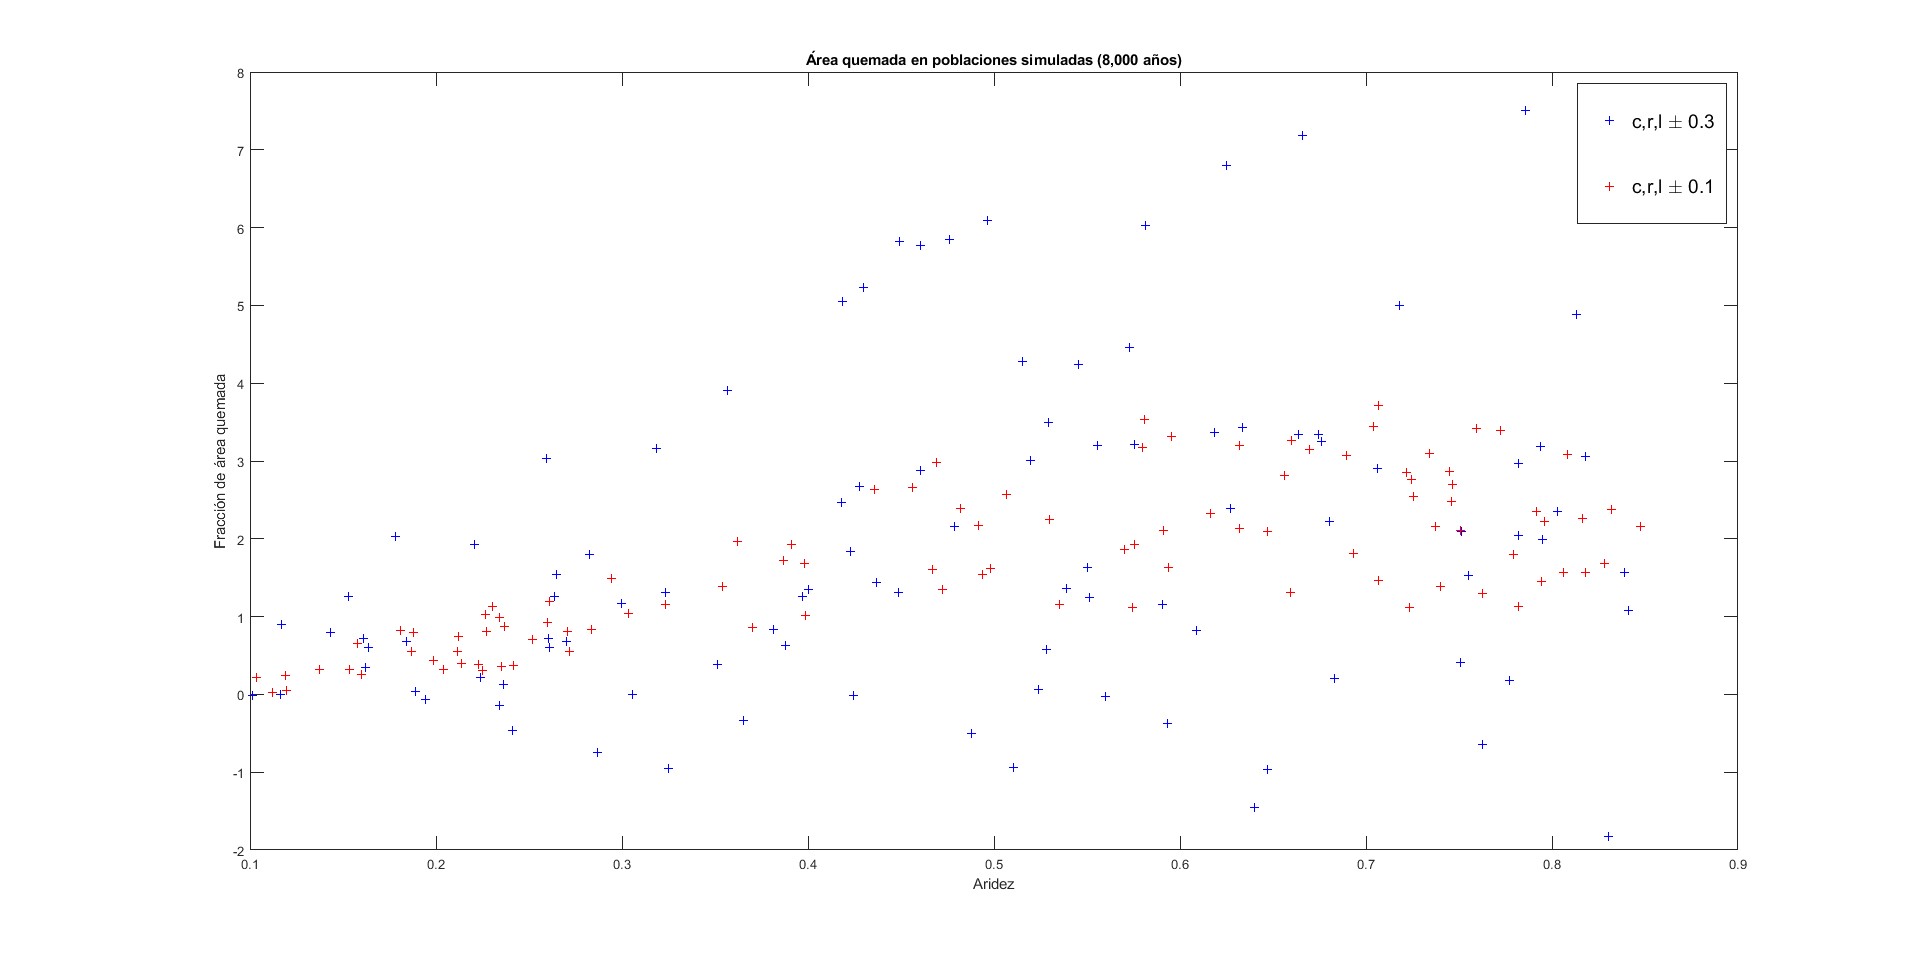 Área quemada en poblaciones simuladas (8,000 años)
8
7
6
5
4
3
2
1
0
-1
-2
Fracción de área quemada
c,r,l ± 0.3
c,r,l ± 0.1
0.1 0.2 0.3 0.4 0.5 0.6 0.7 0.8 0.9
Aridez